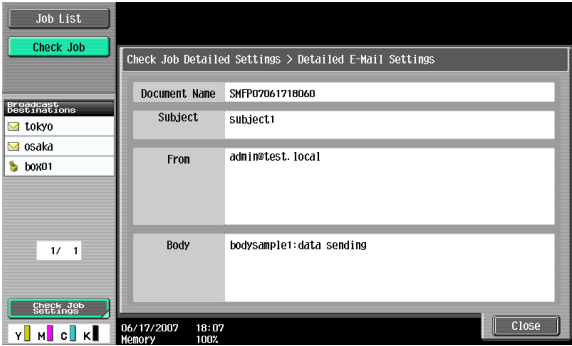 Job List
Check Job
Check Job Detailed Settings > Detailed E-Mail Settings
Broadcast
Destinations
tokyo
osaka
box01
1/ 1
Check Job
Settings
Y M C K
Document Name SMFP07061718060
Subject subject1
From admin@test.local
Body bodysample1:data sending
06/17/2007 18:07
Memory 100%
Close